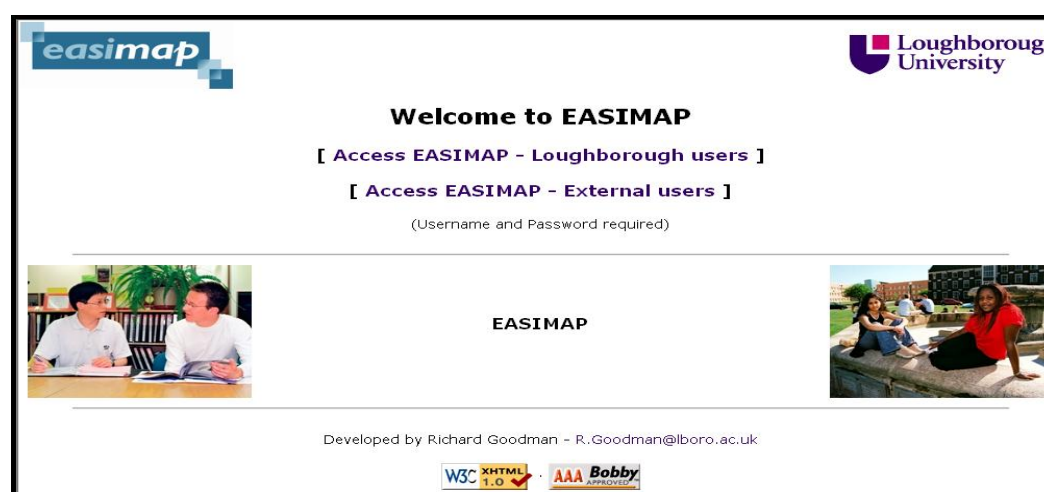 easimap
Loughboroug
University
Welcome to EASIMAP
[ Access EASIMAP - Loughborough users ]
[ Access EASIMAP - External users ]
(Username and Password required)
EASIMAP
Developed by Richard Goodman - R.Goodman@lboro.ac.uk
W3C XHTML 1.0 · AAA Bobby APPROVED